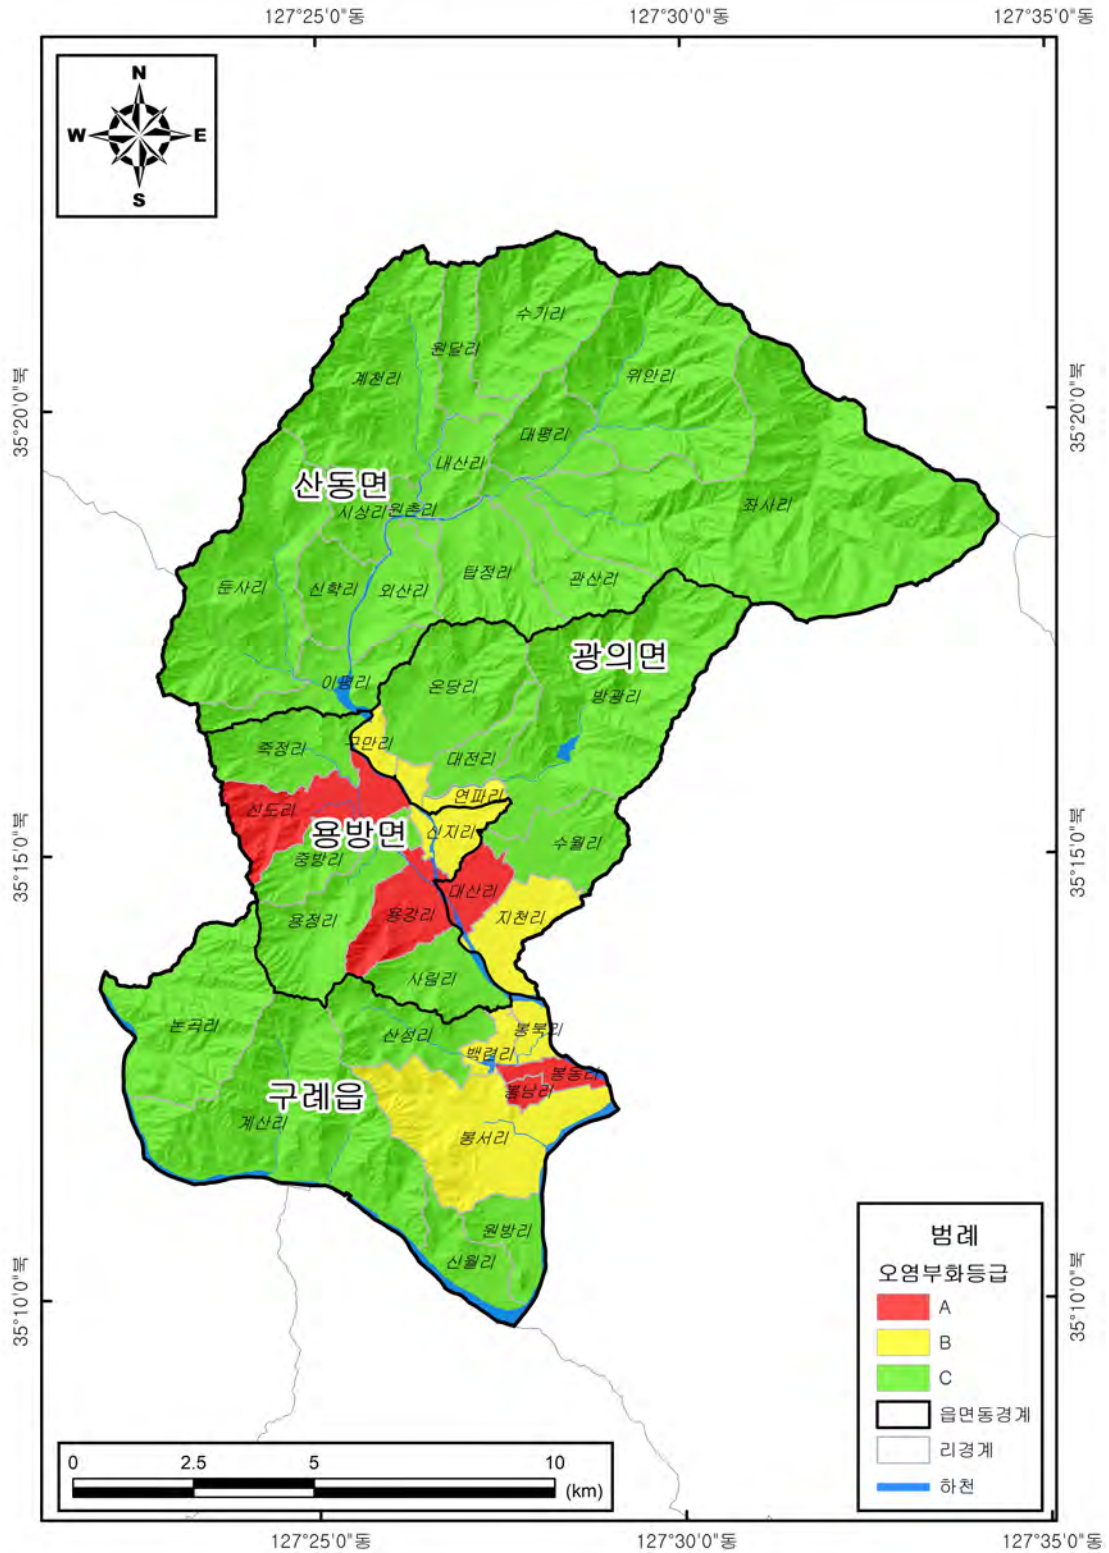 127°25'0"동
127°30'0"동
127°35'0"동
N
W
E
S
수기리
원달리
계천리
위안리
35°20'0"북
35°20'0"북
대평리
내산리
산동면
좌사리
시상리
원촌리
탑정리
관산리
둔사리
신학리
외산리
광의면
이평리
온당리
방광리
구만리
죽정리
대전리
연파리
신도리
용방면
신지리
수월리
35°15'0"북
35°15'0"북
중방리
대산리
용정리
용강리
지천리
사림리
논곡리
산성리
봉북리
백련리
봉동리
구례읍
봉남리
계산리
봉서리
원방리
신월리
35°10'0"북
35°10'0"북
범례
오염부화등급
A
B
C
읍면동경계
리경계
하천
0
2.5
5
10
(km)
127°25'0"동
127°30'0"동
127°35'0"동